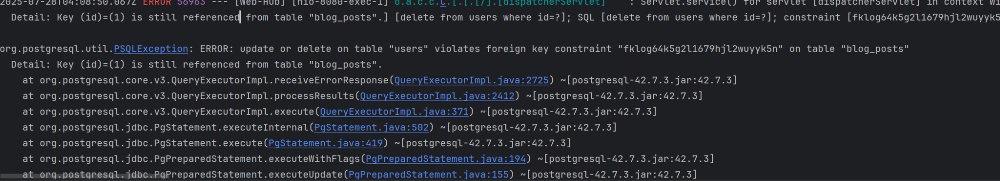 2025-07-28T04:08:50.067Z ERROR 56963 --- [Web-Hub] [nio-8080-exec-1] o.a.c.c.C.[.[.[/].[dispatcherServlet] : Servlet.service() for servlet [dispatcherServlet] in context wi
Detail: Key (id)=(1) is still referenced from table "blog_posts".] [delete from users where id=?]; SQL [delete from users where id=?]; constraint [fklog64k5g2l1679hjl2wuyyk5
org.postgresql.util.PSQLException: ERROR: update or delete on table "users" violates foreign key constraint "fklog64k5g2l1679hjl2wuyyk5n" on table "blog_posts"
Detail: Key (id)=(1) is still referenced from table "blog_posts".
at org.postgresql.core.v3.QueryExecutorImpl.receiveErrorResponse(QueryExecutorImpl.java:2725) ~[postgresql-42.7.3.jar:42.7.3]
at org.postgresql.core.v3.QueryExecutorImpl.processResults(QueryExecutorImpl.java:2412) ~[postgresql-42.7.3.jar:42.7.3]
at org.postgresql.core.v3.QueryExecutorImpl.execute(QueryExecutorImpl.java:371) ~[postgresql-42.7.3.jar:42.7.3]
at org.postgresql.jdbc.PgStatement.executeInternal(PgStatement.java:502) ~[postgresql-42.7.3.jar:42.7.3]
at org.postgresql.jdbc.PgStatement.execute(PgStatement.java:419) ~[postgresql-42.7.3.jar:42.7.3]
at org.postgresql.jdbc.PgPreparedStatement.executeWithFlags(PgPreparedStatement.java:194) ~[postgresql-42.7.3.jar:42.7.3]
at org.postgresql.jdbc.PgPreparedStatement.executeUpdate(PgPreparedStatement.java:155) ~[postgresql-42.7.3.jar:42.7.3]